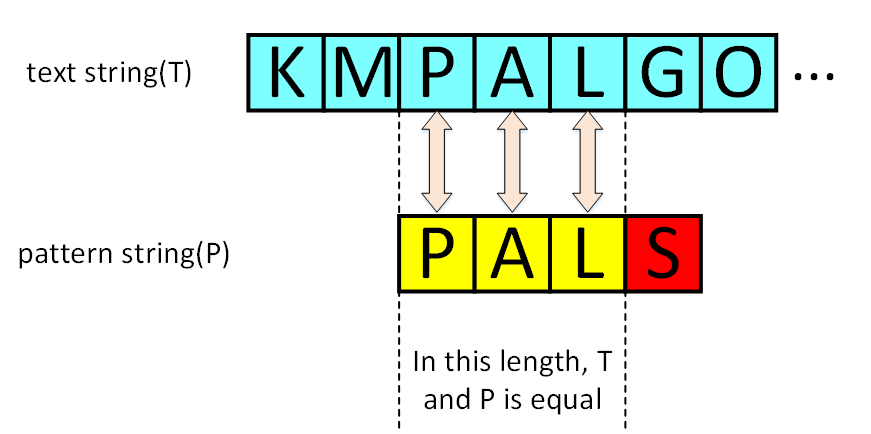 text string(T)
K M P A L G O ...
pattern string(P)
P A L S
In this length, T
and P is equal